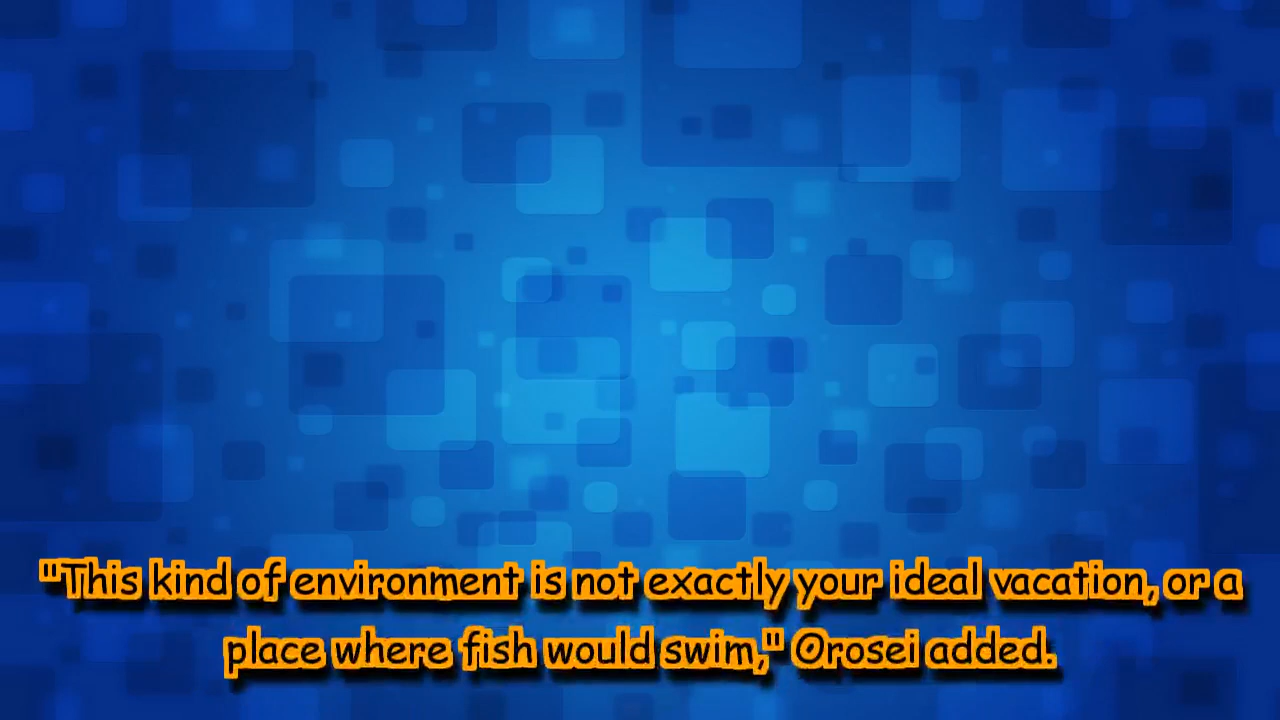 "This kind of environment is not exactly your ideal vacation, or a
place where fish would swim," Orosei added.